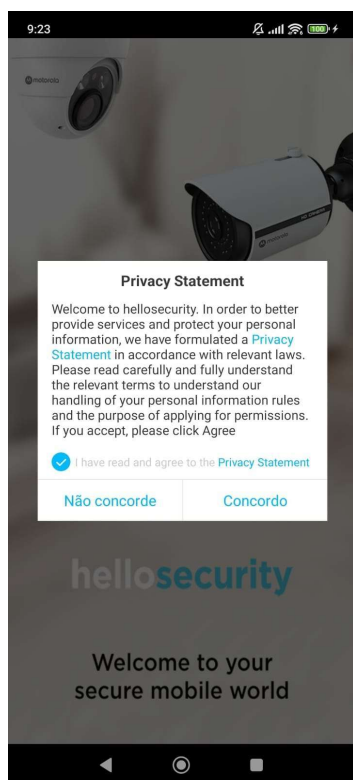 9:23
100
motorola
HD 1080p
motorola
Privacy Statement
Welcome to hellosecurity. In order to better
provide services and protect your personal
information, we have formulated a Privacy
Statement in accordance with relevant laws.
Please read carefully and fully understand
the relevant terms to understand our
handling of your personal information rules
and the purpose of applying for permissions.
If you accept, please click Agree
I have read and agree to the Privacy Statement
Não concorde
Concordo
hellosecurity
Welcome to your
secure mobile world